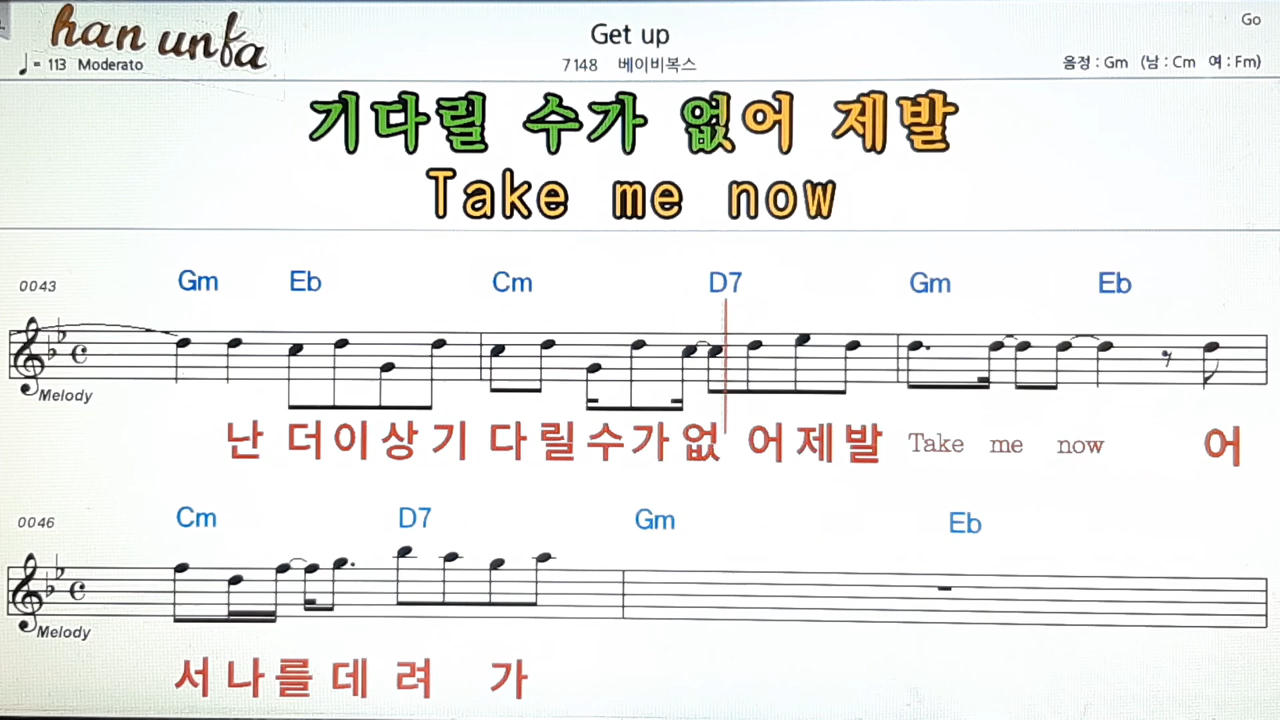 han unfa
Get up
Go
♩= 113 Moderato
7148 베이비복스
음정 : Gm (남 : Cm 여 : Fm)
기다릴 수가 없어 제발
Take me now
0043
Gm Eb Cm D7 Gm Eb
Melody
난 더이상기 다릴수가없 어제발 Take me now 어
0046
Cm D7 Gm Eb
Melody
서나를데려 가